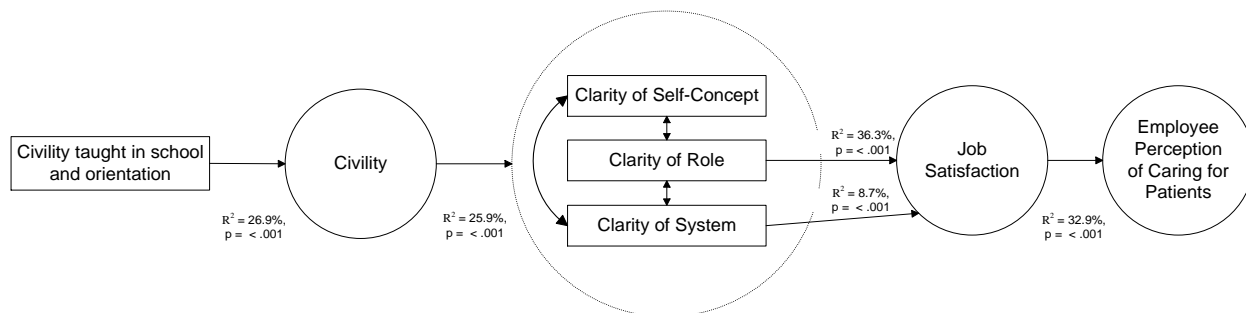 Civility taught in school
and orientation
R² = 26.9%,
p = < .001
Civility
R² = 25.9%,
p = < .001
Clarity of Self-Concept
Clarity of Role
Clarity of System
R² = 36.3%,
p = < .001
R² = 8.7%,
p = < .001
Job
Satisfaction
R² = 32.9%,
p = < .001
Employee
Perception
of Caring for
Patients